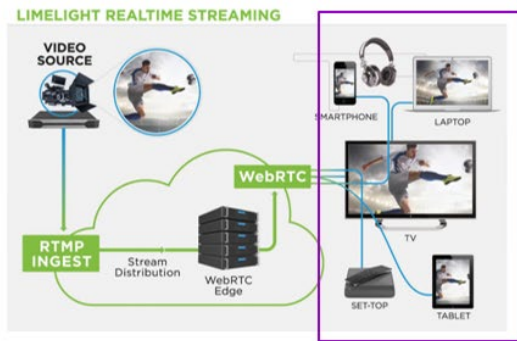 LIMELIGHT REALTIME STREAMING
VIDEO
SOURCE
SMARTPHONE
LAPTOP
WebRTC
TV
RTMP
INGEST
Stream
Distribution
WebRTC
Edge
SET-TOP
TABLET